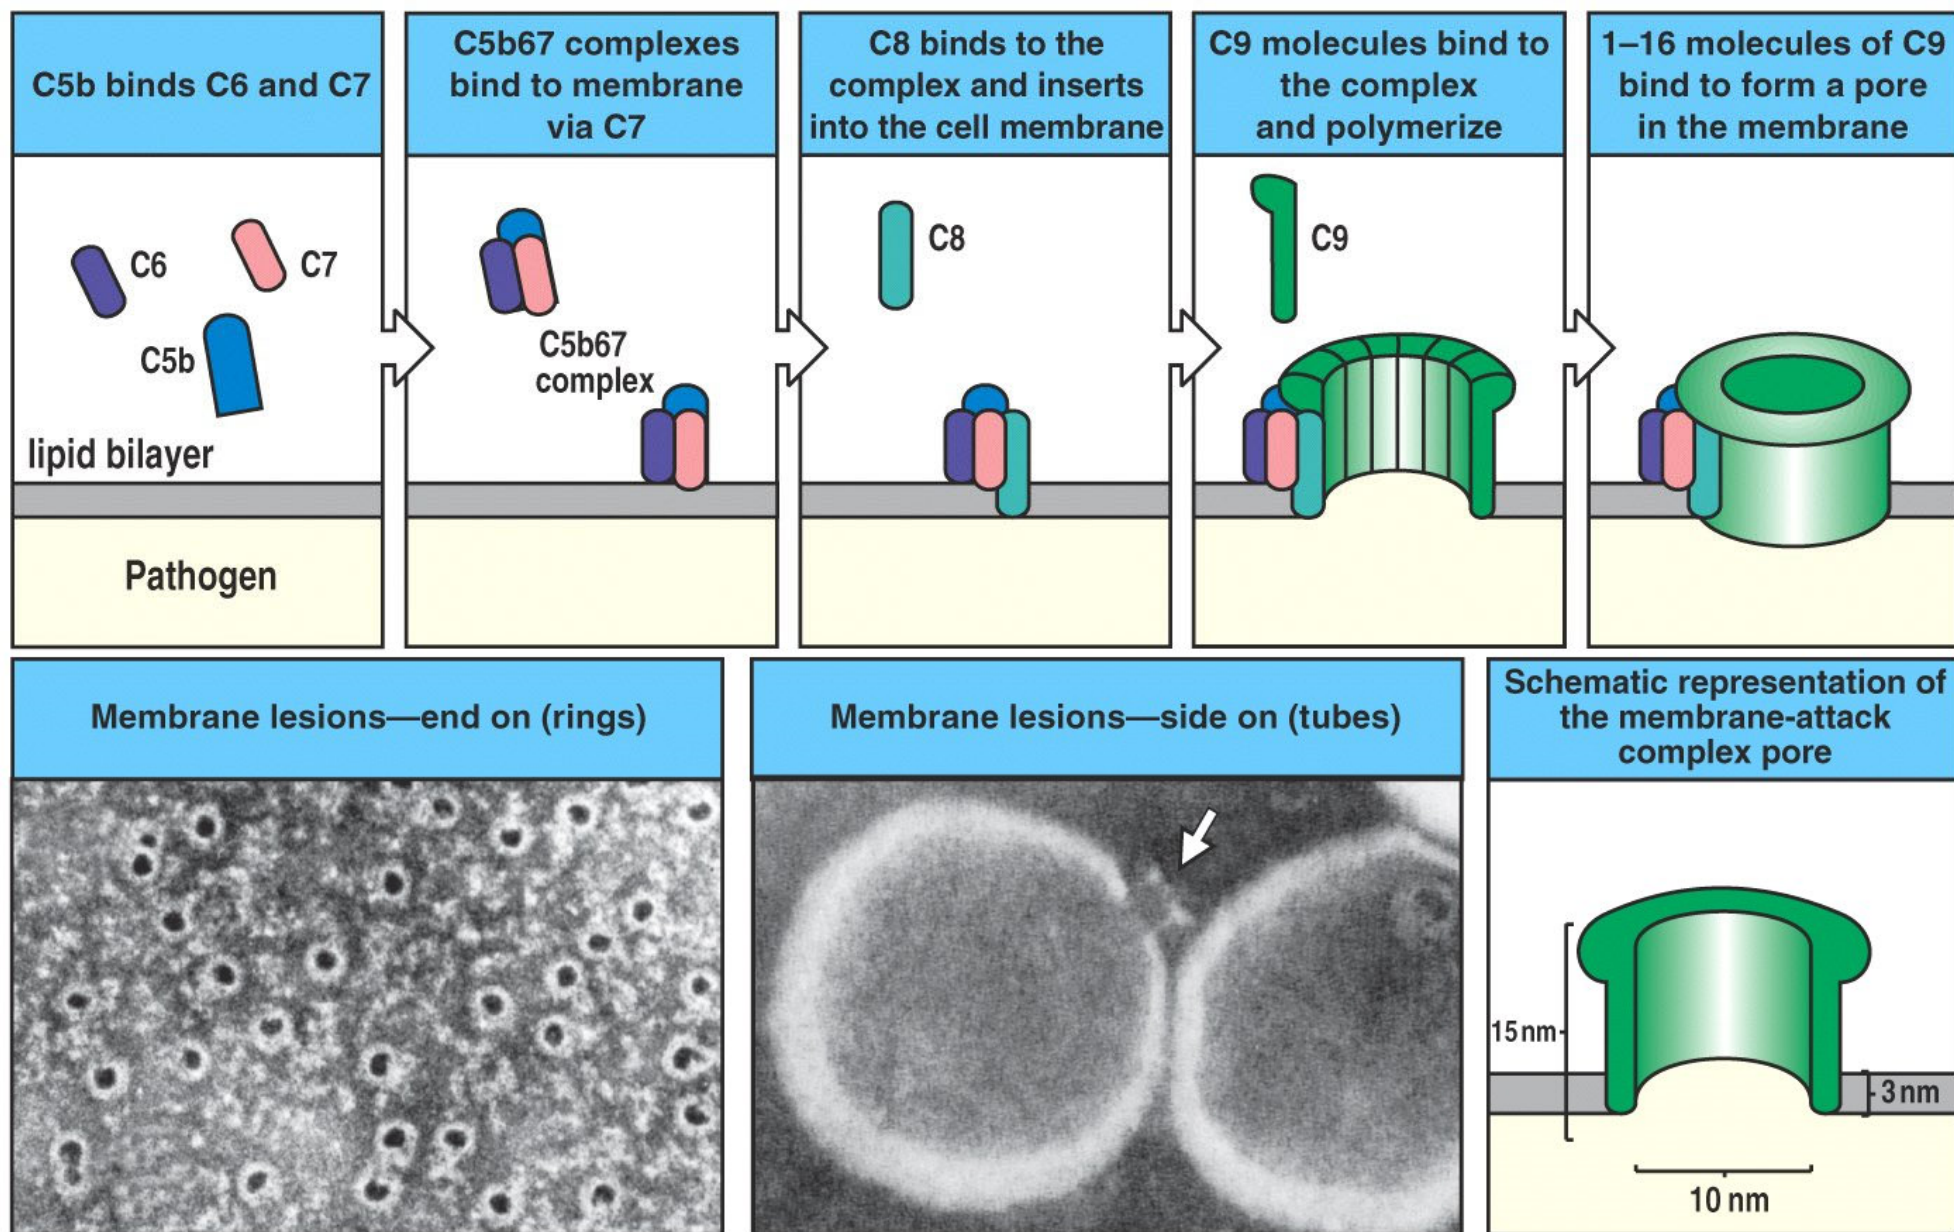 C5b binds C6 and C7
C5b67 complexes
bind to membrane
via C7
C8 binds to the
complex and inserts
into the cell membrane
C9 molecules bind to
the complex
and polymerize
1–16 molecules of C9
bind to form a pore
in the membrane
C6
C7
C5b
lipid bilayer
Pathogen
C5b67
complex
C8
C9
Membrane lesions—end on (rings)
Membrane lesions—side on (tubes)
Schematic representation of
the membrane-attack
complex pore
15 nm
3 nm
10 nm